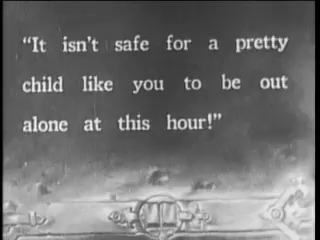 “It isn't safe for a pretty
child like you to be out
alone at this hour!”